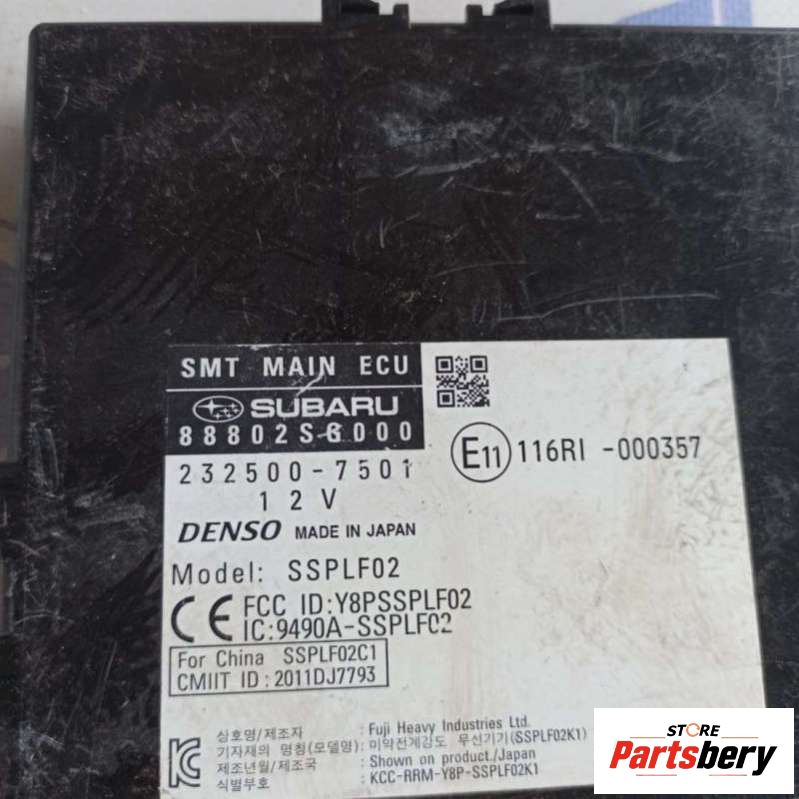 SMT MAIN ECU
SUBARU
88802SG000
232500-7501
12V
DENSO MADE IN JAPAN
E11 116RI -000357
Model: SSPLF02
CE FCC ID:Y8PSSPLF02
IC:9490A-SSPLF02
For China SSPLF02C1
CMIIT ID:2011DJ7793
상호명/제조자 : Fuji Heavy Industries Ltd.
기자재의 명칭(모델명): 미약전계강도 무선기기(SSPLF02K1)
제조년월/제조국 : Shown on product/Japan
식별부호 : KCC-RRM-Y8P-SSPLF02K1
STORE
Partsbery